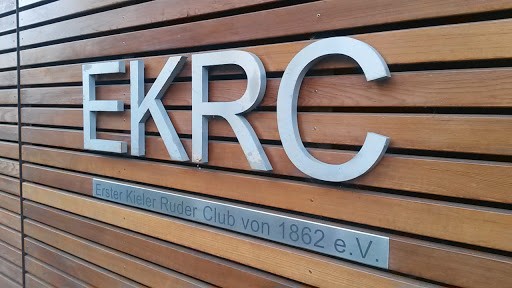 EKRC
Erster Kieler Ruder Club von 1862 e.V.